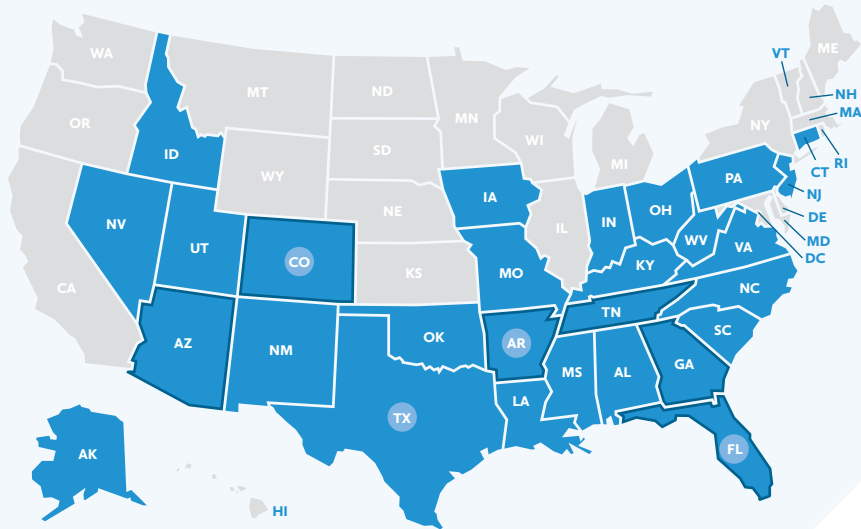 WA
OR
CA
ID
NV
MT
WY
UT
AZ
CO
NM
ND
SD
NE
KS
OK
TX
MN
IA
MO
AR
LA
WI
IL
MI
IN
OH
KY
TN
MS
AL
GA
FL
SC
NC
VA
WV
PA
NY
VT
ME
NH
MA
RI
CT
NJ
DE
MD
DC
AK
HI